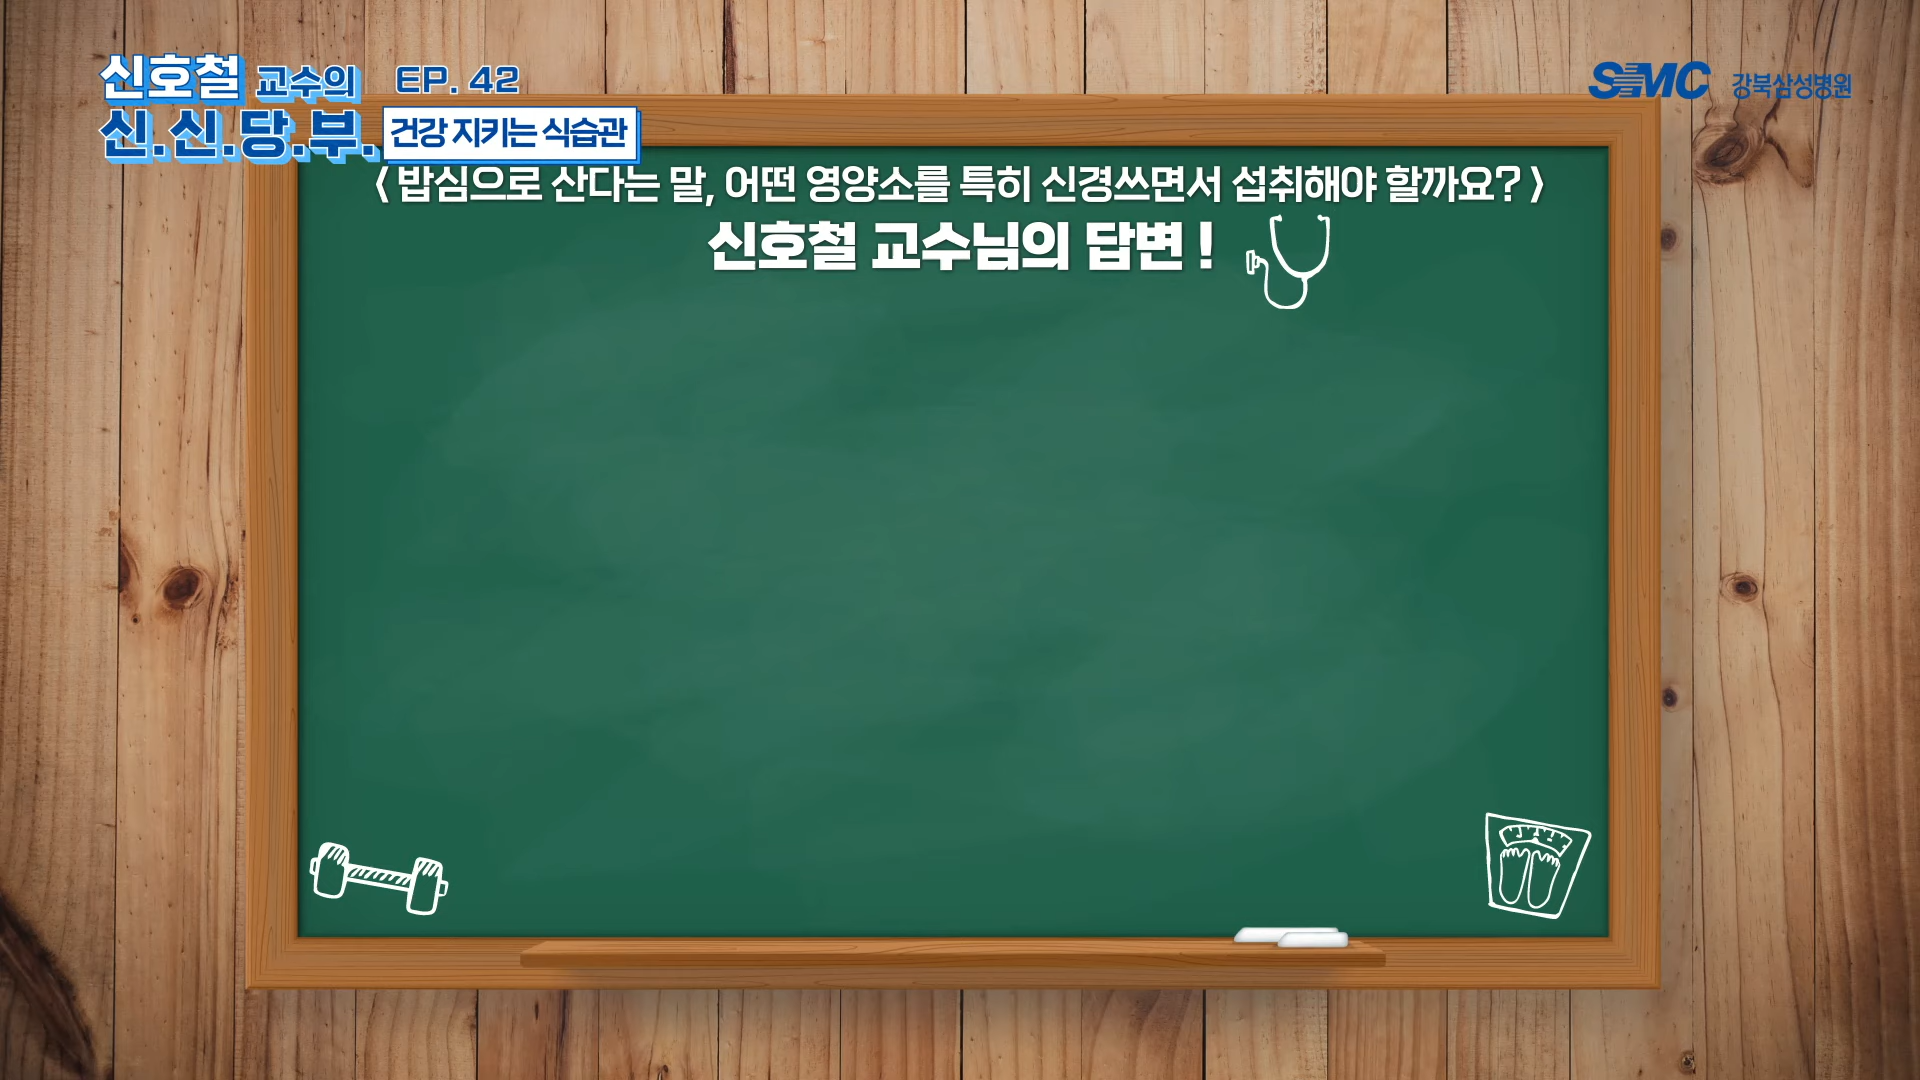 신호철 교수의 EP. 42
신.신.당.부. 건강 지키는 식습관
SMC 강북삼성병원
< 밥심으로 산다는 말, 어떤 영양소를 특히 신경쓰면서 섭취해야 할까요? >
신호철 교수님의 답변 !